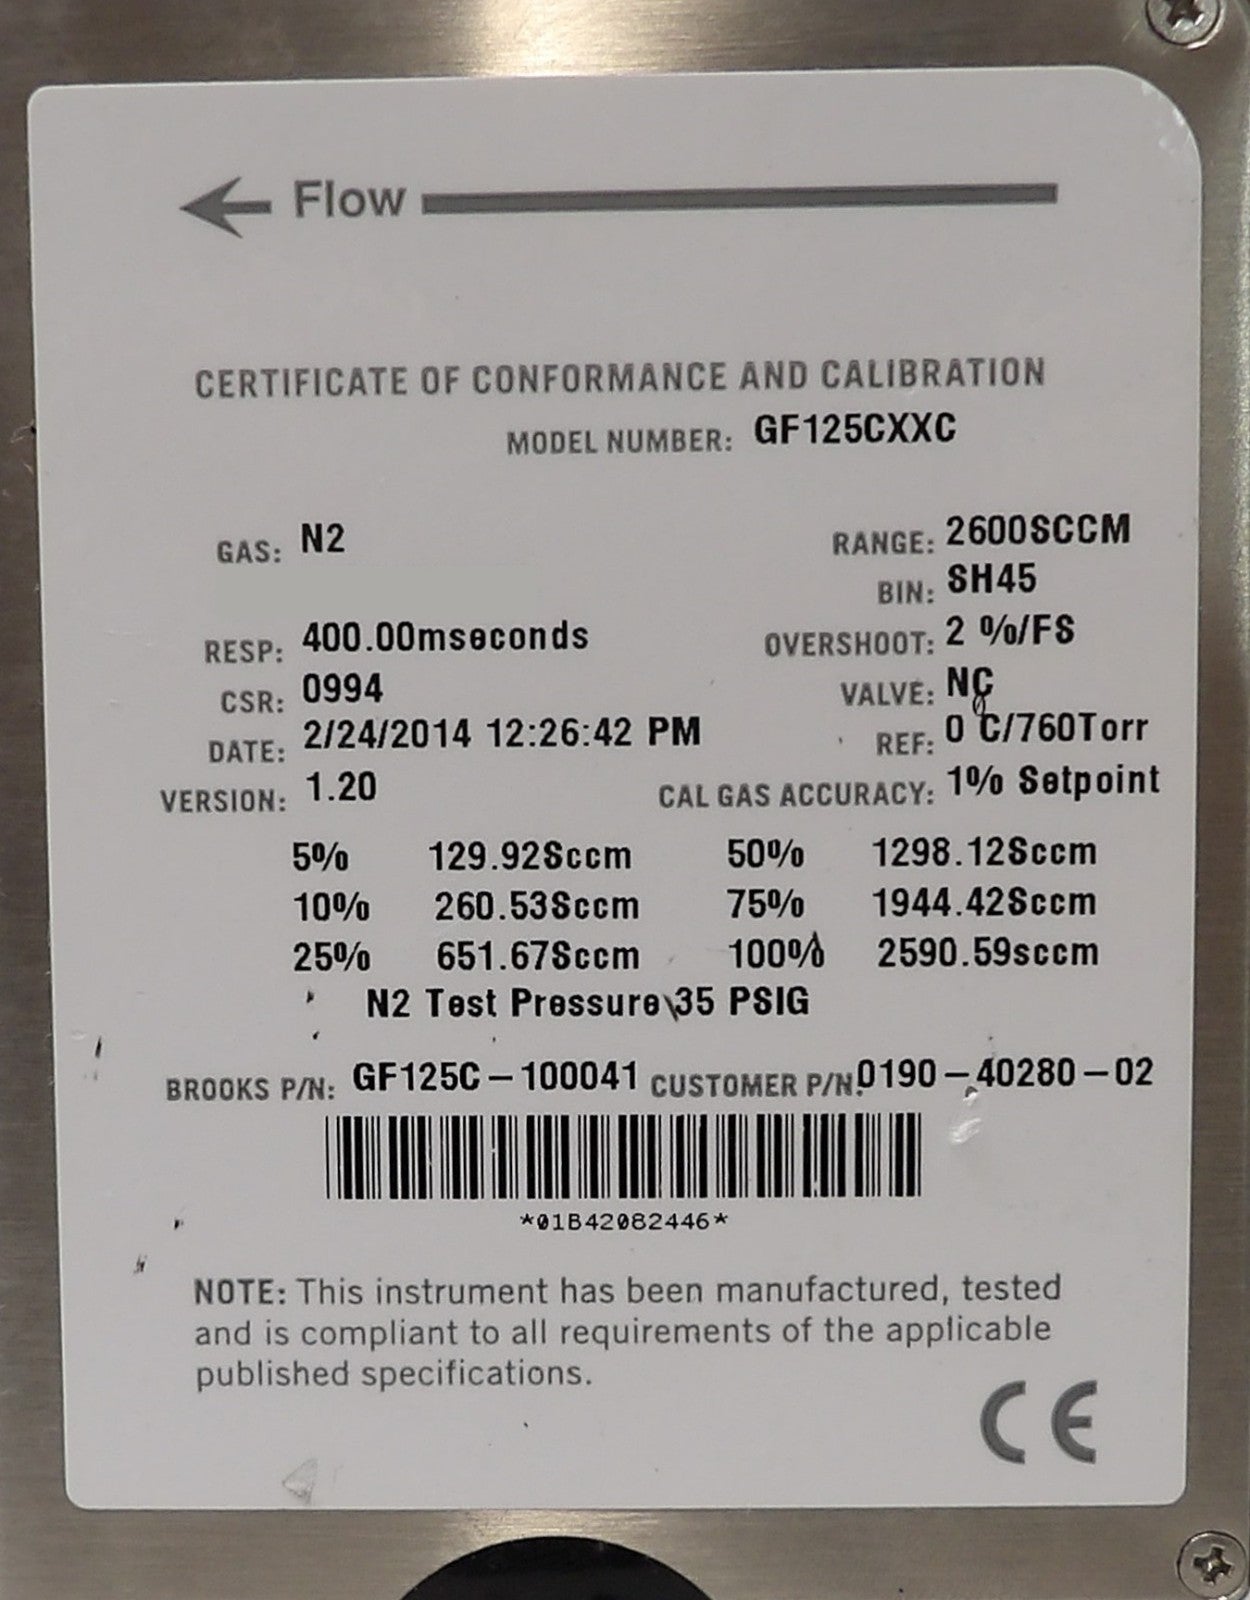 Flow
CERTIFICATE OF CONFORMANCE AND CALIBRATION
MODEL NUMBER: GF125CXXC
GAS: N2 RANGE: 2600SCCM
BIN: SH45
RESP: 400.00mseconds OVERSHOOT: 2 %/FS
CSR: 0994 VALVE: NC
DATE: 2/24/2014 12:26:42 PM REF: 0 C/760Torr
VERSION: 1.20 CAL GAS ACCURACY: 1% Setpoint
5% 129.92Sccm 50% 1298.12Sccm
10% 260.53Sccm 75% 1944.42Sccm
25% 651.67Sccm 100% 2590.59sccm
N2 Test Pressure 35 PSIG
BROOKS P/N: GF125C-100041 CUSTOMER P/N: 0190-40280-02
*01B42082446*
NOTE: This instrument has been manufactured, tested
and is compliant to all requirements of the applicable
published specifications.
CE